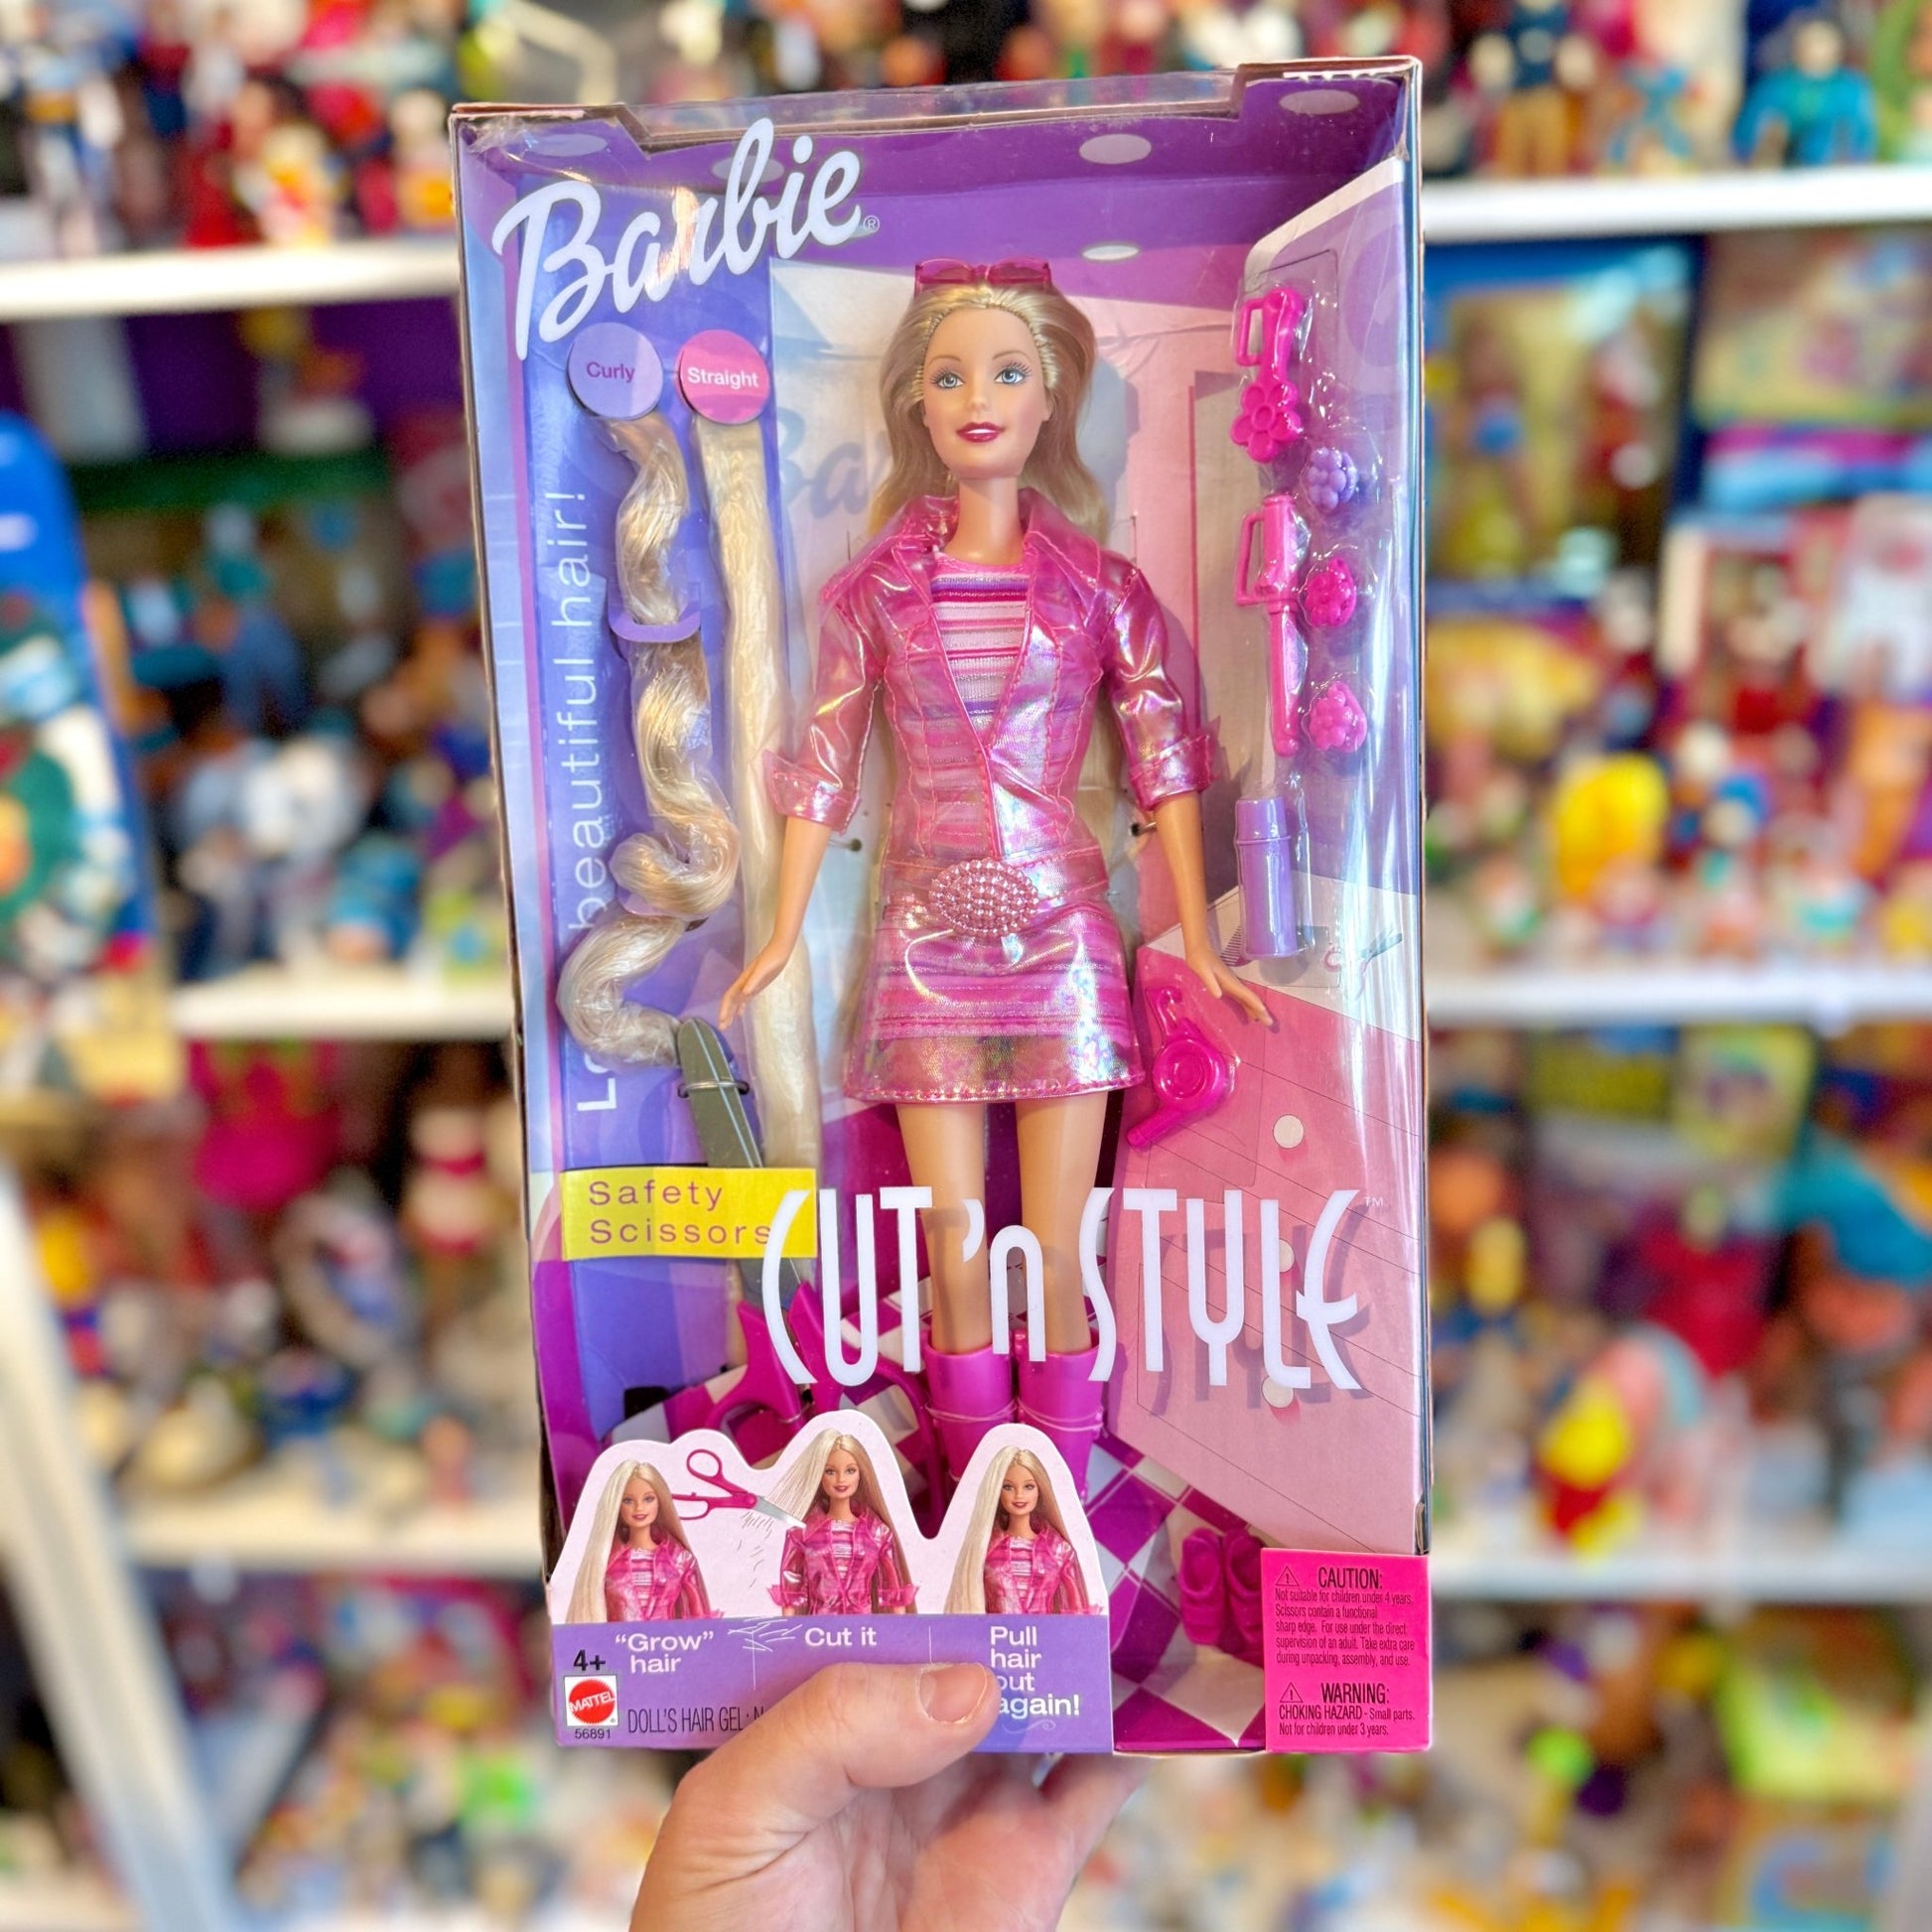 Barbie®
Curly
Straight
beautiful hair!
Safety
Scissors
CUT 'n STYLE™
"Grow"
hair
Cut it
Pull
hair
out
again!
4+
MATTEL
56891
DOLL'S HAIR GEL:
CAUTION:
Not suitable for children under 4 years.
Scissors contain a functional
sharp edge. For use under the direct
supervision of an adult. Take extra care
during unpacking, assembly, and use.
WARNING:
CHOKING HAZARD - Small parts.
Not for children under 3 years.